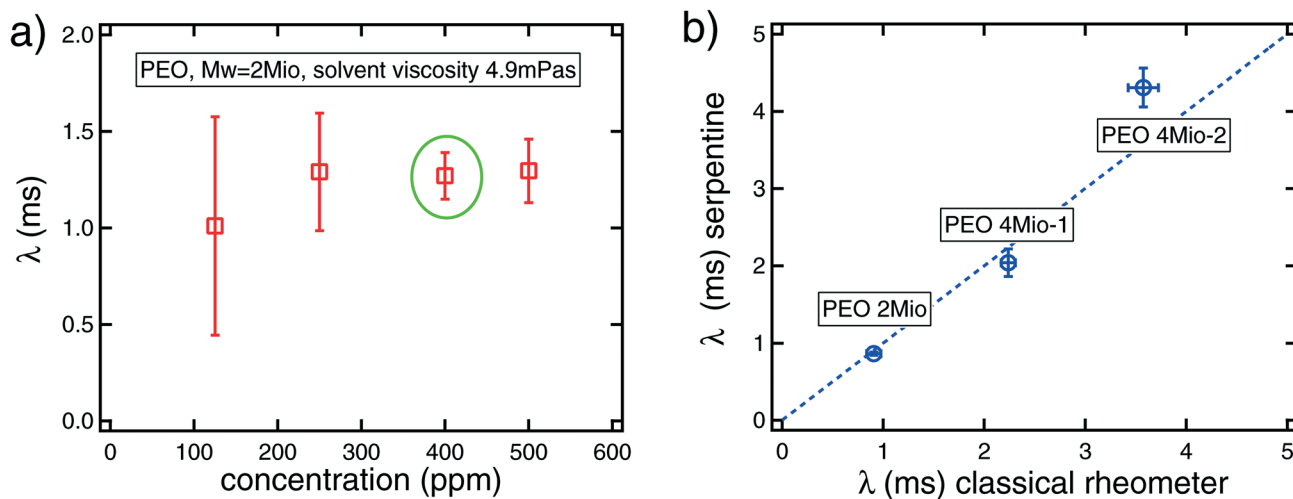 a)
2.0
1.5
1.0
0.5
0.0
λ (ms)
PEO, Mw=2Mio, solvent viscosity 4.9mPas
0 100 200 300 400 500 600
concentration (ppm)
b)
5
4
3
2
1
0
λ (ms) serpentine
PEO 4Mio-2
PEO 4Mio-1
PEO 2Mio
0 1 2 3 4 5
λ (ms) classical rheometer